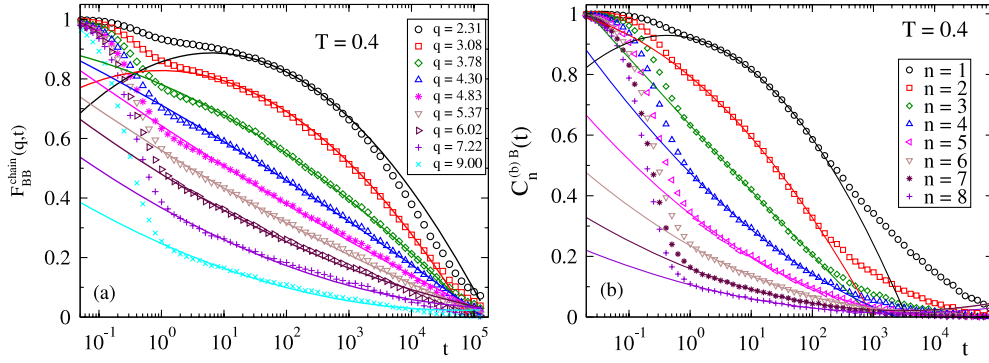 T = 0.4
q = 2.31
q = 3.08
q = 3.78
q = 4.30
q = 4.83
q = 5.37
q = 6.02
q = 7.22
q = 9.00
F_BB^chain(q,t)
1
0.8
0.6
0.4
0.2
0
(a)
10^-1 10^0 10^1 10^2 10^3 10^4 t 10^5
T = 0.4
n = 1
n = 2
n = 3
n = 4
n = 5
n = 6
n = 7
n = 8
C_n^(b) B(t)
1
0.8
0.6
0.4
0.2
0
(b)
10^-1 10^0 10^1 10^2 10^3 10^4 t